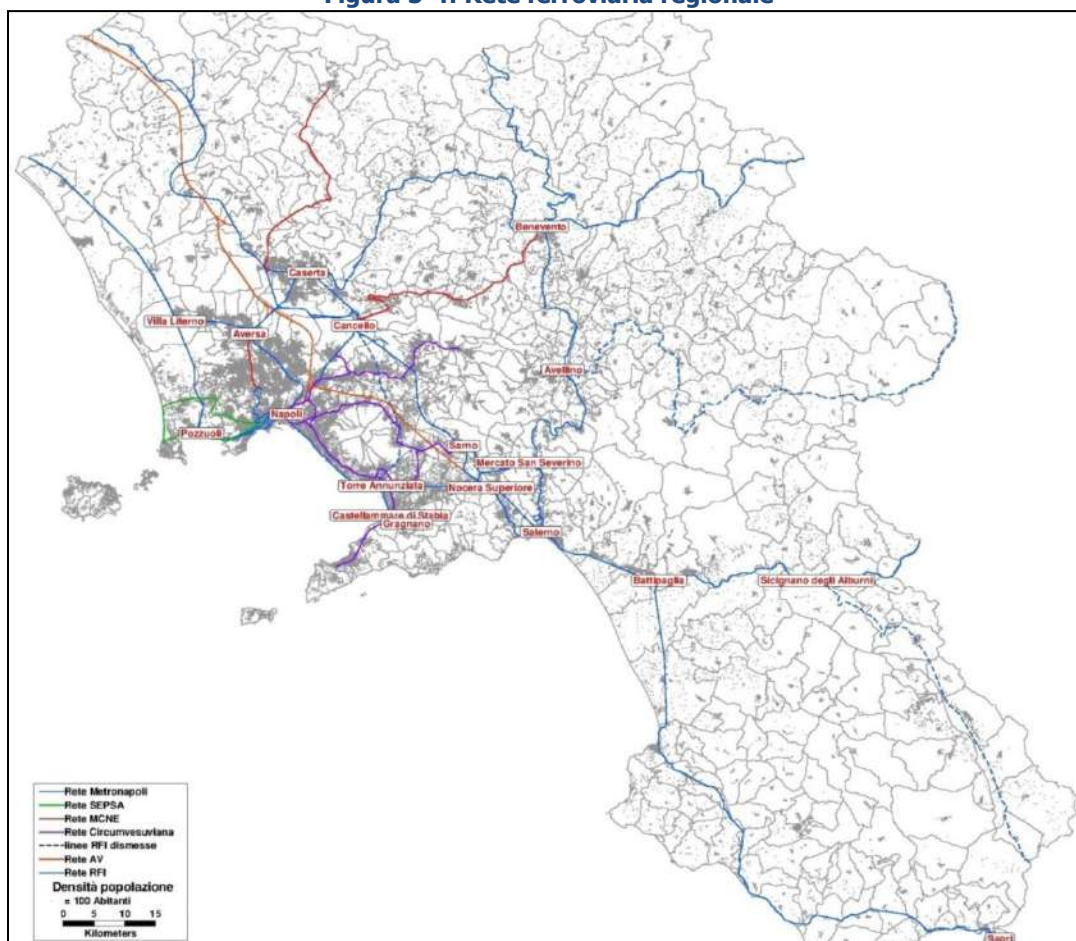 Figura 3-4: Rete ferroviaria regionale
Benevento
Caserta
Villa Literno
Cancello
Aversa
Avellino
Napoli
Pozzuoli
Sarno
Mercato San Severino
Torre Annunziata
Nocera Superiore
Castellammare di Stabia
Gragnano
Salerno
Battipaglia
Sicignano degli Alburni
Sapri
Rete Metronapoli
Rete SEPSA
Rete MCNE
Rete Circumvesuviana
linee RFI dismesse
Rete AV
Rete RFI
Densità popolazione
= 100 Abitanti
0 5 10 15
Kilometers